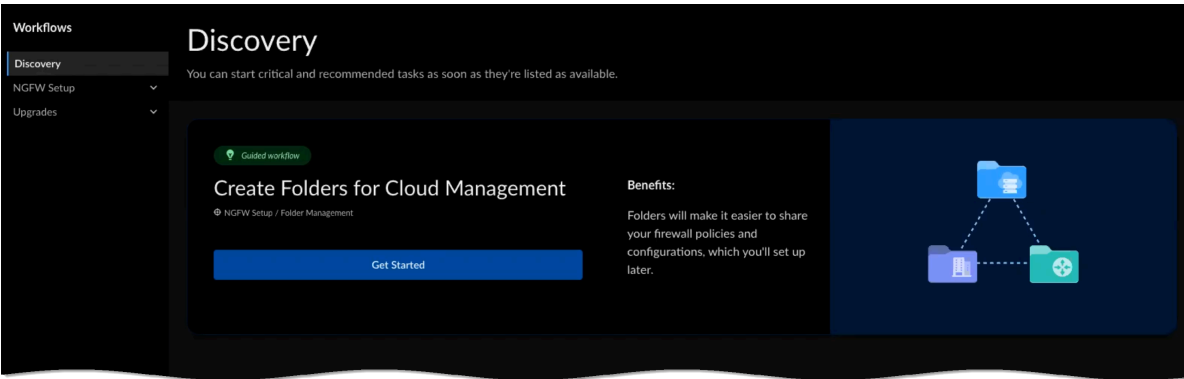 Workflows
Discovery
NGFW Setup
Upgrades
Discovery
You can start critical and recommended tasks as soon as they're listed as available.
Guided workflow
Create Folders for Cloud Management
NGFW Setup / Folder Management
Get Started
Benefits:
Folders will make it easier to share
your firewall policies and
configurations, which you'll set up
later.